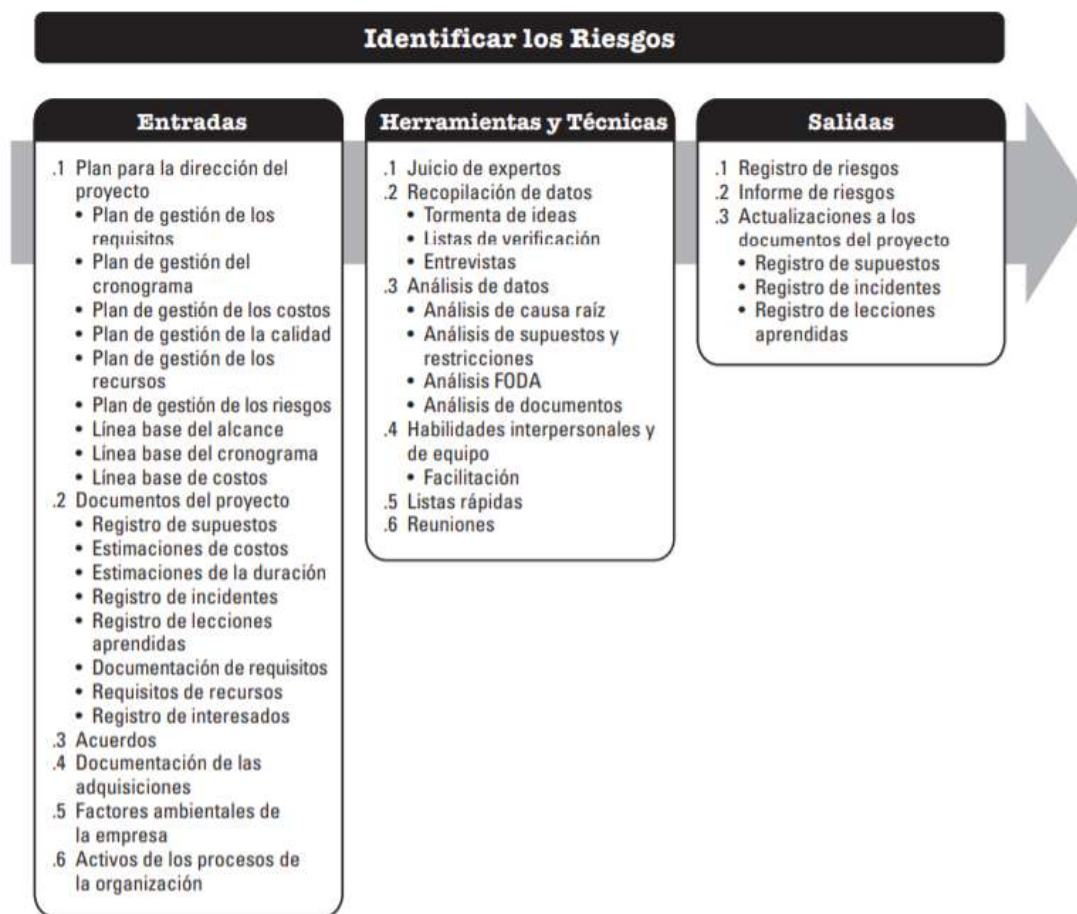 Identificar los Riesgos
Entradas
.1 Plan para la dirección del
proyecto
• Plan de gestión de los
requisitos
• Plan de gestión del
cronograma
• Plan de gestión de los costos
• Plan de gestión de la calidad
• Plan de gestión de los
recursos
• Plan de gestión de los riesgos
• Línea base del alcance
• Línea base del cronograma
• Línea base de costos
.2 Documentos del proyecto
• Registro de supuestos
• Estimaciones de costos
• Estimaciones de la duración
• Registro de incidentes
• Registro de lecciones
aprendidas
• Documentación de requisitos
• Requisitos de recursos
• Registro de interesados
.3 Acuerdos
.4 Documentación de las
adquisiciones
.5 Factores ambientales de
la empresa
.6 Activos de los procesos de
la organización
Herramientas y Técnicas
.1 Juicio de expertos
.2 Recopilación de datos
• Tormenta de ideas
• Listas de verificación
• Entrevistas
.3 Análisis de datos
• Análisis de causa raíz
• Análisis de supuestos y
restricciones
• Análisis FODA
• Análisis de documentos
.4 Habilidades interpersonales y
de equipo
• Facilitación
.5 Listas rápidas
.6 Reuniones
Salidas
.1 Registro de riesgos
.2 Informe de riesgos
.3 Actualizaciones a los
documentos del proyecto
• Registro de supuestos
• Registro de incidentes
• Registro de lecciones
aprendidas